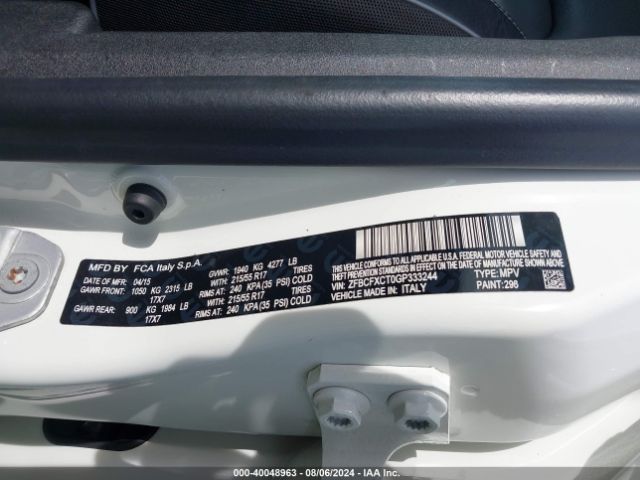 MFD BY FCA Italy S.p.A.
DATE OF MFR: 04/15 GVWR: 1940 KG 4277 LB
GAWR FRONT: 1050 KG 2315 LB WITH: 215/55 R17 TIRES
17X7 RIMS AT: 240 KPA (35 PSI) COLD
GAWR REAR: 900 KG 1984 LB WITH: 215/55 R17 TIRES
17X7 RIMS AT: 240 KPA (35 PSI) COLD
THIS VEHICLE CONFORMS TO ALL APPLICABLE U.S.A. FEDERAL MOTOR VEHICLE SAFETY AND
THEFT PREVENTION STANDARDS IN EFFECT ON THE DATE OF MANUFACTURE SHOWN ABOVE
VIN: ZFBCFXCT0GP333244 TYPE: MPV
VEHICLE MADE IN ITALY PAINT: 296
000-40048963 - 08/06/2024 - IAA Inc.